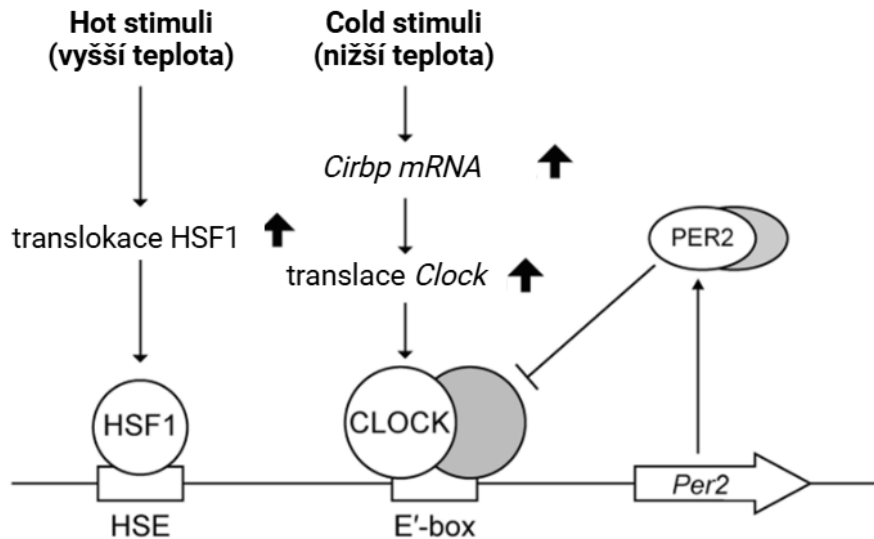 Hot stimuli
(vyšší teplota)
Cold stimuli
(nižší teplota)
Cirbp mRNA
translokace HSF1
PER2
translace Clock
HSF1
CLOCK
Per2
HSE
E'-box